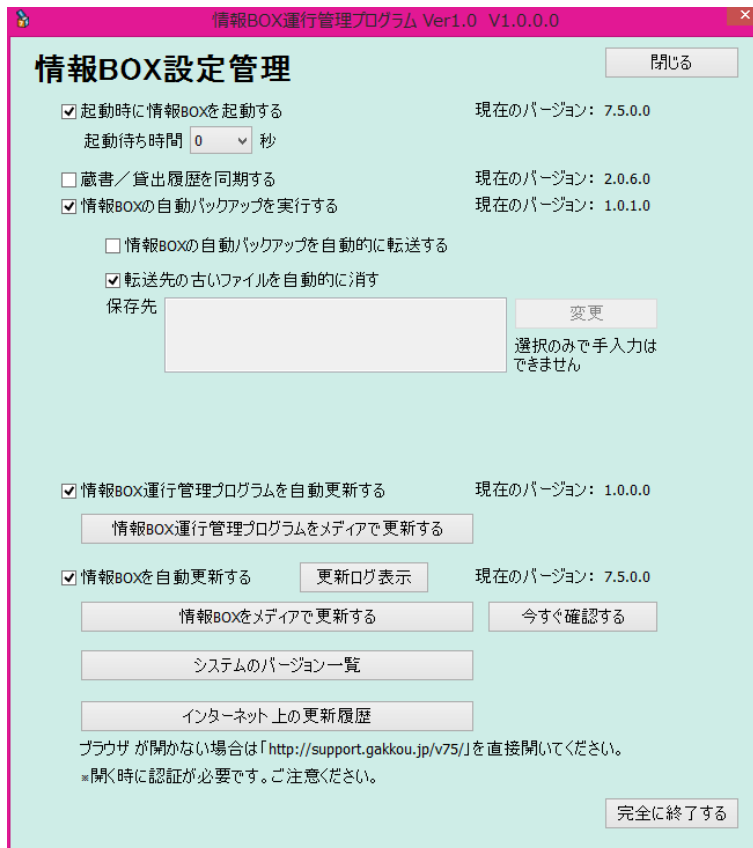 情報BOX運行管理プログラム Ver1.0 V1.0.0.0
情報BOX設定管理
閉じる
起動時に情報BOXを起動する
現在のバージョン: 7.5.0.0
起動待ち時間 0 秒
蔵書／貸出履歴を同期する
現在のバージョン: 2.0.6.0
情報BOXの自動バックアップを実行する
現在のバージョン: 1.0.1.0
情報BOXの自動バックアップを自動的に転送する
転送先の古いファイルを自動的に消す
保存先
変更
選択のみで手入力は
できません
情報BOX運行管理プログラムを自動更新する
現在のバージョン: 1.0.0.0
情報BOX運行管理プログラムをメディアで更新する
情報BOXを自動更新する
更新ログ表示
現在のバージョン: 7.5.0.0
情報BOXをメディアで更新する
今すぐ確認する
システムのバージョン一覧
インターネット上の更新履歴
ブラウザが開かない場合は「http://support.gakkou.jp/v75/」を直接開いてください。
※開く時に認証が必要です。ご注意ください。
完全に終了する